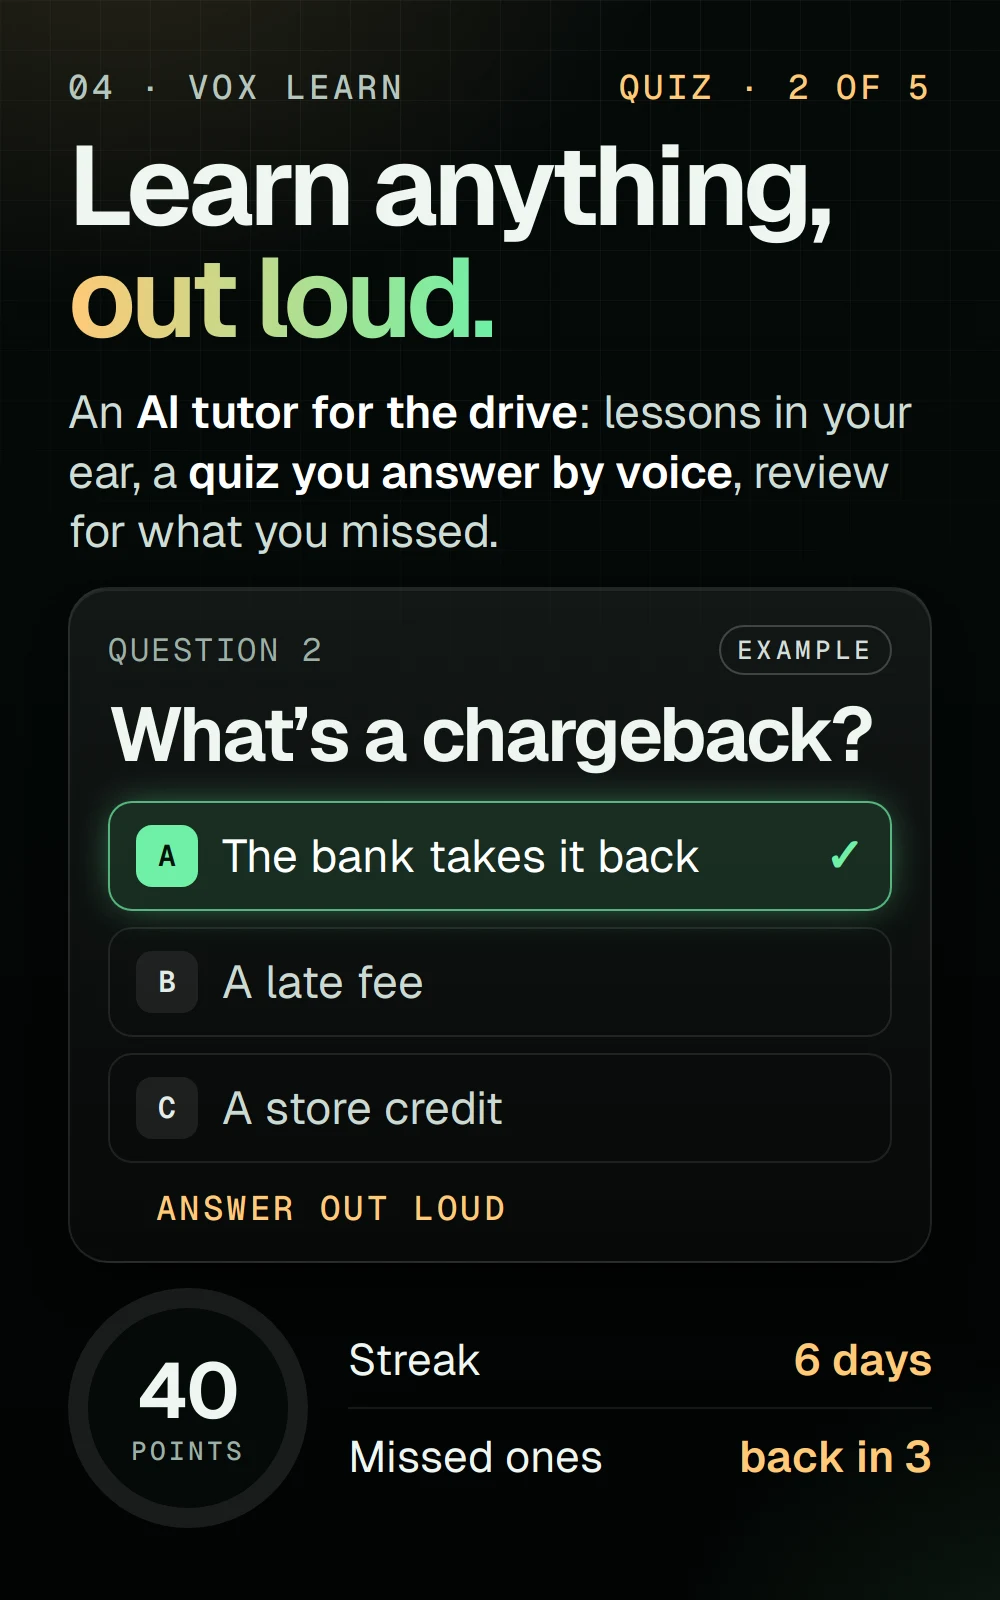 04 · VOX LEARN
QUIZ · 2 OF 5
Learn anything,
out loud.
An AI tutor for the drive: lessons in your
ear, a quiz you answer by voice, review
for what you missed.
QUESTION 2
EXAMPLE
What’s a chargeback?
A The bank takes it back ✓
B A late fee
C A store credit
ANSWER OUT LOUD
40
POINTS
Streak 6 days
Missed ones back in 3